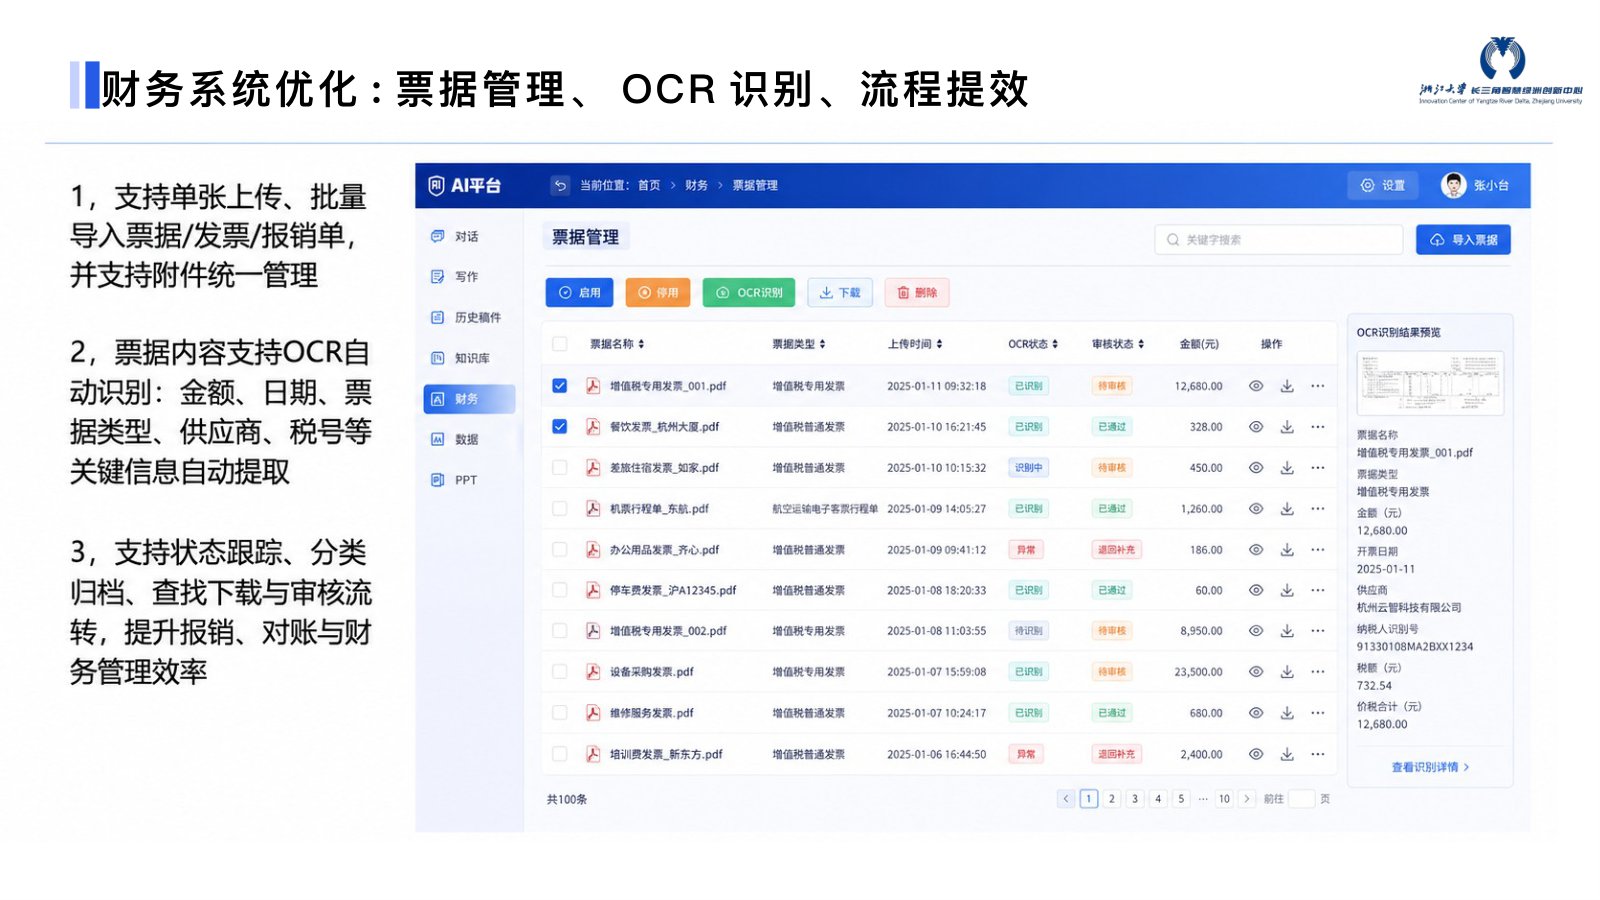 财务系统优化：票据管理、 OCR 识别、流程提效
浙江大学 长三角智慧绿洲创新中心
Innovation Center of Yangtze River Delta, Zhejiang University
1，支持单张上传、批量
导入票据/发票/报销单，
并支持附件统一管理
2，票据内容支持OCR自
动识别：金额、日期、票
据类型、供应商、税号等
关键信息自动提取
3，支持状态跟踪、分类
归档、查找下载与审核流
转，提升报销、对账与财
务管理效率
AI平台
当前位置： 首页 > 财务 > 票据管理
设置 张小台
对话
写作
历史稿件
知识库
财务
数据
PPT
票据管理
关键字搜索
导入票据
启用 停用 OCR识别 下载 删除
票据名称 票据类型 上传时间 OCR状态 审核状态 金额(元) 操作
增值税专用发票_001.pdf 增值税专用发票 2025-01-11 09:32:18 已识别 待审核 12,680.00
餐饮发票_杭州大厦.pdf 增值税普通发票 2025-01-10 16:21:45 已识别 已通过 328.00
差旅住宿发票_如家.pdf 增值税普通发票 2025-01-10 10:15:32 识别中 待审核 450.00
机票行程单_东航.pdf 航空运输电子客票行程单 2025-01-09 14:05:27 已识别 已通过 1,260.00
办公用品发票_齐心.pdf 增值税普通发票 2025-01-09 09:41:12 异常 退回补充 186.00
停车费发票_沪A12345.pdf 增值税普通发票 2025-01-08 18:20:33 已识别 已通过 60.00
增值税专用发票_002.pdf 增值税专用发票 2025-01-08 11:03:55 待识别 待审核 8,950.00
设备采购发票.pdf 增值税专用发票 2025-01-07 15:59:08 已识别 待审核 23,500.00
维修服务发票.pdf 增值税普通发票 2025-01-07 10:24:17 已识别 已通过 680.00
培训费发票_新东方.pdf 增值税普通发票 2025-01-06 16:44:50 异常 退回补充 2,400.00
共100条
< 1 2 3 4 5 ··· 10 > 前往 页
OCR识别结果预览
票据名称
增值税专用发票_001.pdf
票据类型
增值税专用发票
金额（元）
12,680.00
开票日期
2025-01-11
供应商
杭州云智科技有限公司
纳税人识别号
91330108MA2BXX1234
税额（元）
732.54
价税合计（元）
12,680.00
查看识别详情 >